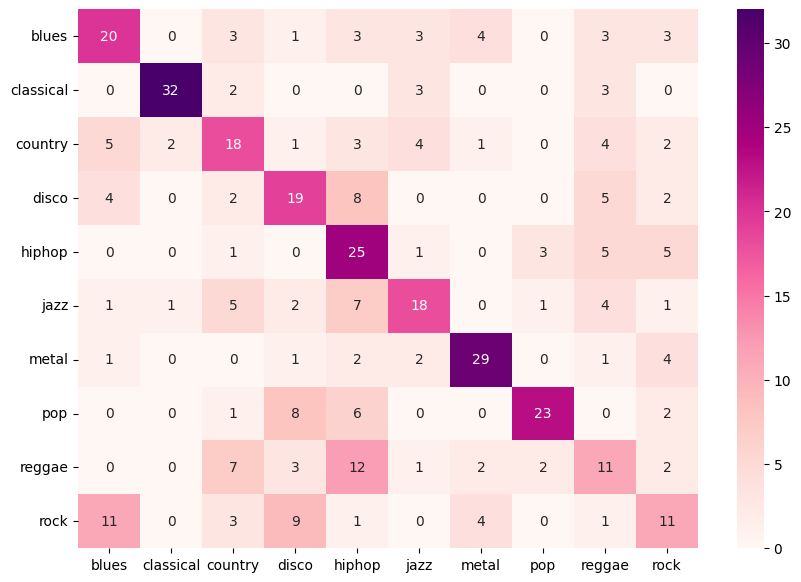 blues 20 0 3 1 3 3 4 0 3 3
classical 0 32 2 0 0 3 0 0 3 0
country 5 2 18 1 3 4 1 0 4 2
disco 4 0 2 19 8 0 0 0 5 2
hiphop 0 0 1 0 25 1 0 3 5 5
jazz 1 1 5 2 7 18 0 1 4 1
metal 1 0 0 1 2 2 29 0 1 4
pop 0 0 1 8 6 0 0 23 0 2
reggae 0 0 7 3 12 1 2 2 11 2
rock 11 0 3 9 1 0 4 0 1 11
blues classical country disco hiphop jazz metal pop reggae rock
30
25
20
15
10
5
0